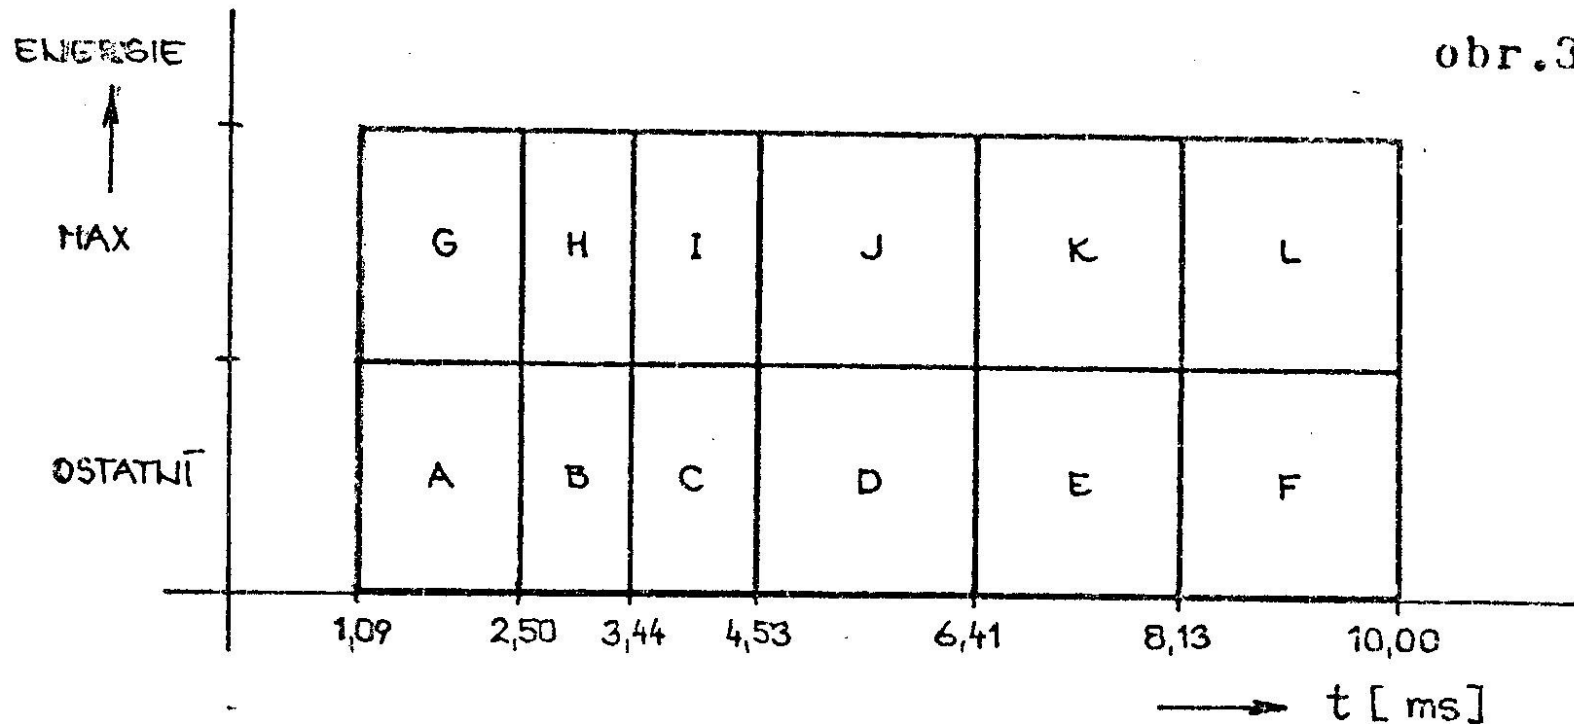 ENERGIE
obr.3
MAX
G H I J K L
OSTATNÍ
A B C D E F
1,09 2,50 3,44 4,53 6,41 8,13 10,00
t [ms]